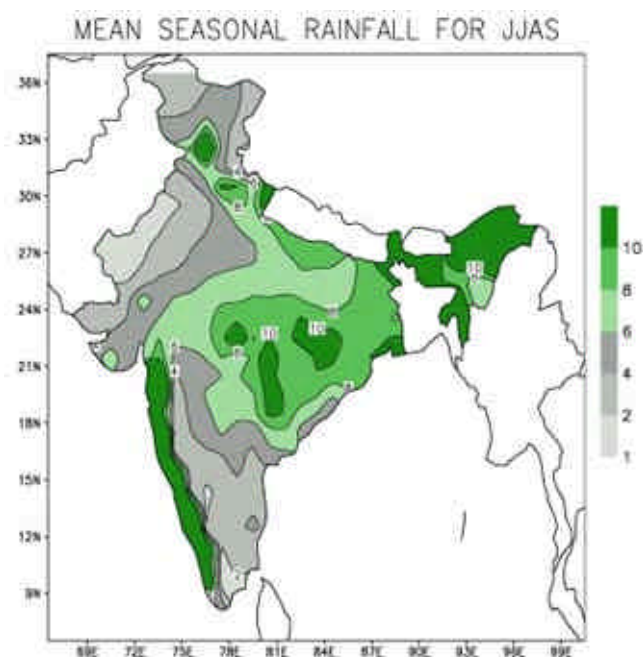 MEAN SEASONAL RAINFALL FOR JJAS
36N
33N
30N
27N
24N
21N
18N
15N
12N
9N
69E 72E 75E 78E 81E 84E 87E 90E 93E 96E 99E
10
8
6
4
2
1
10
10
10